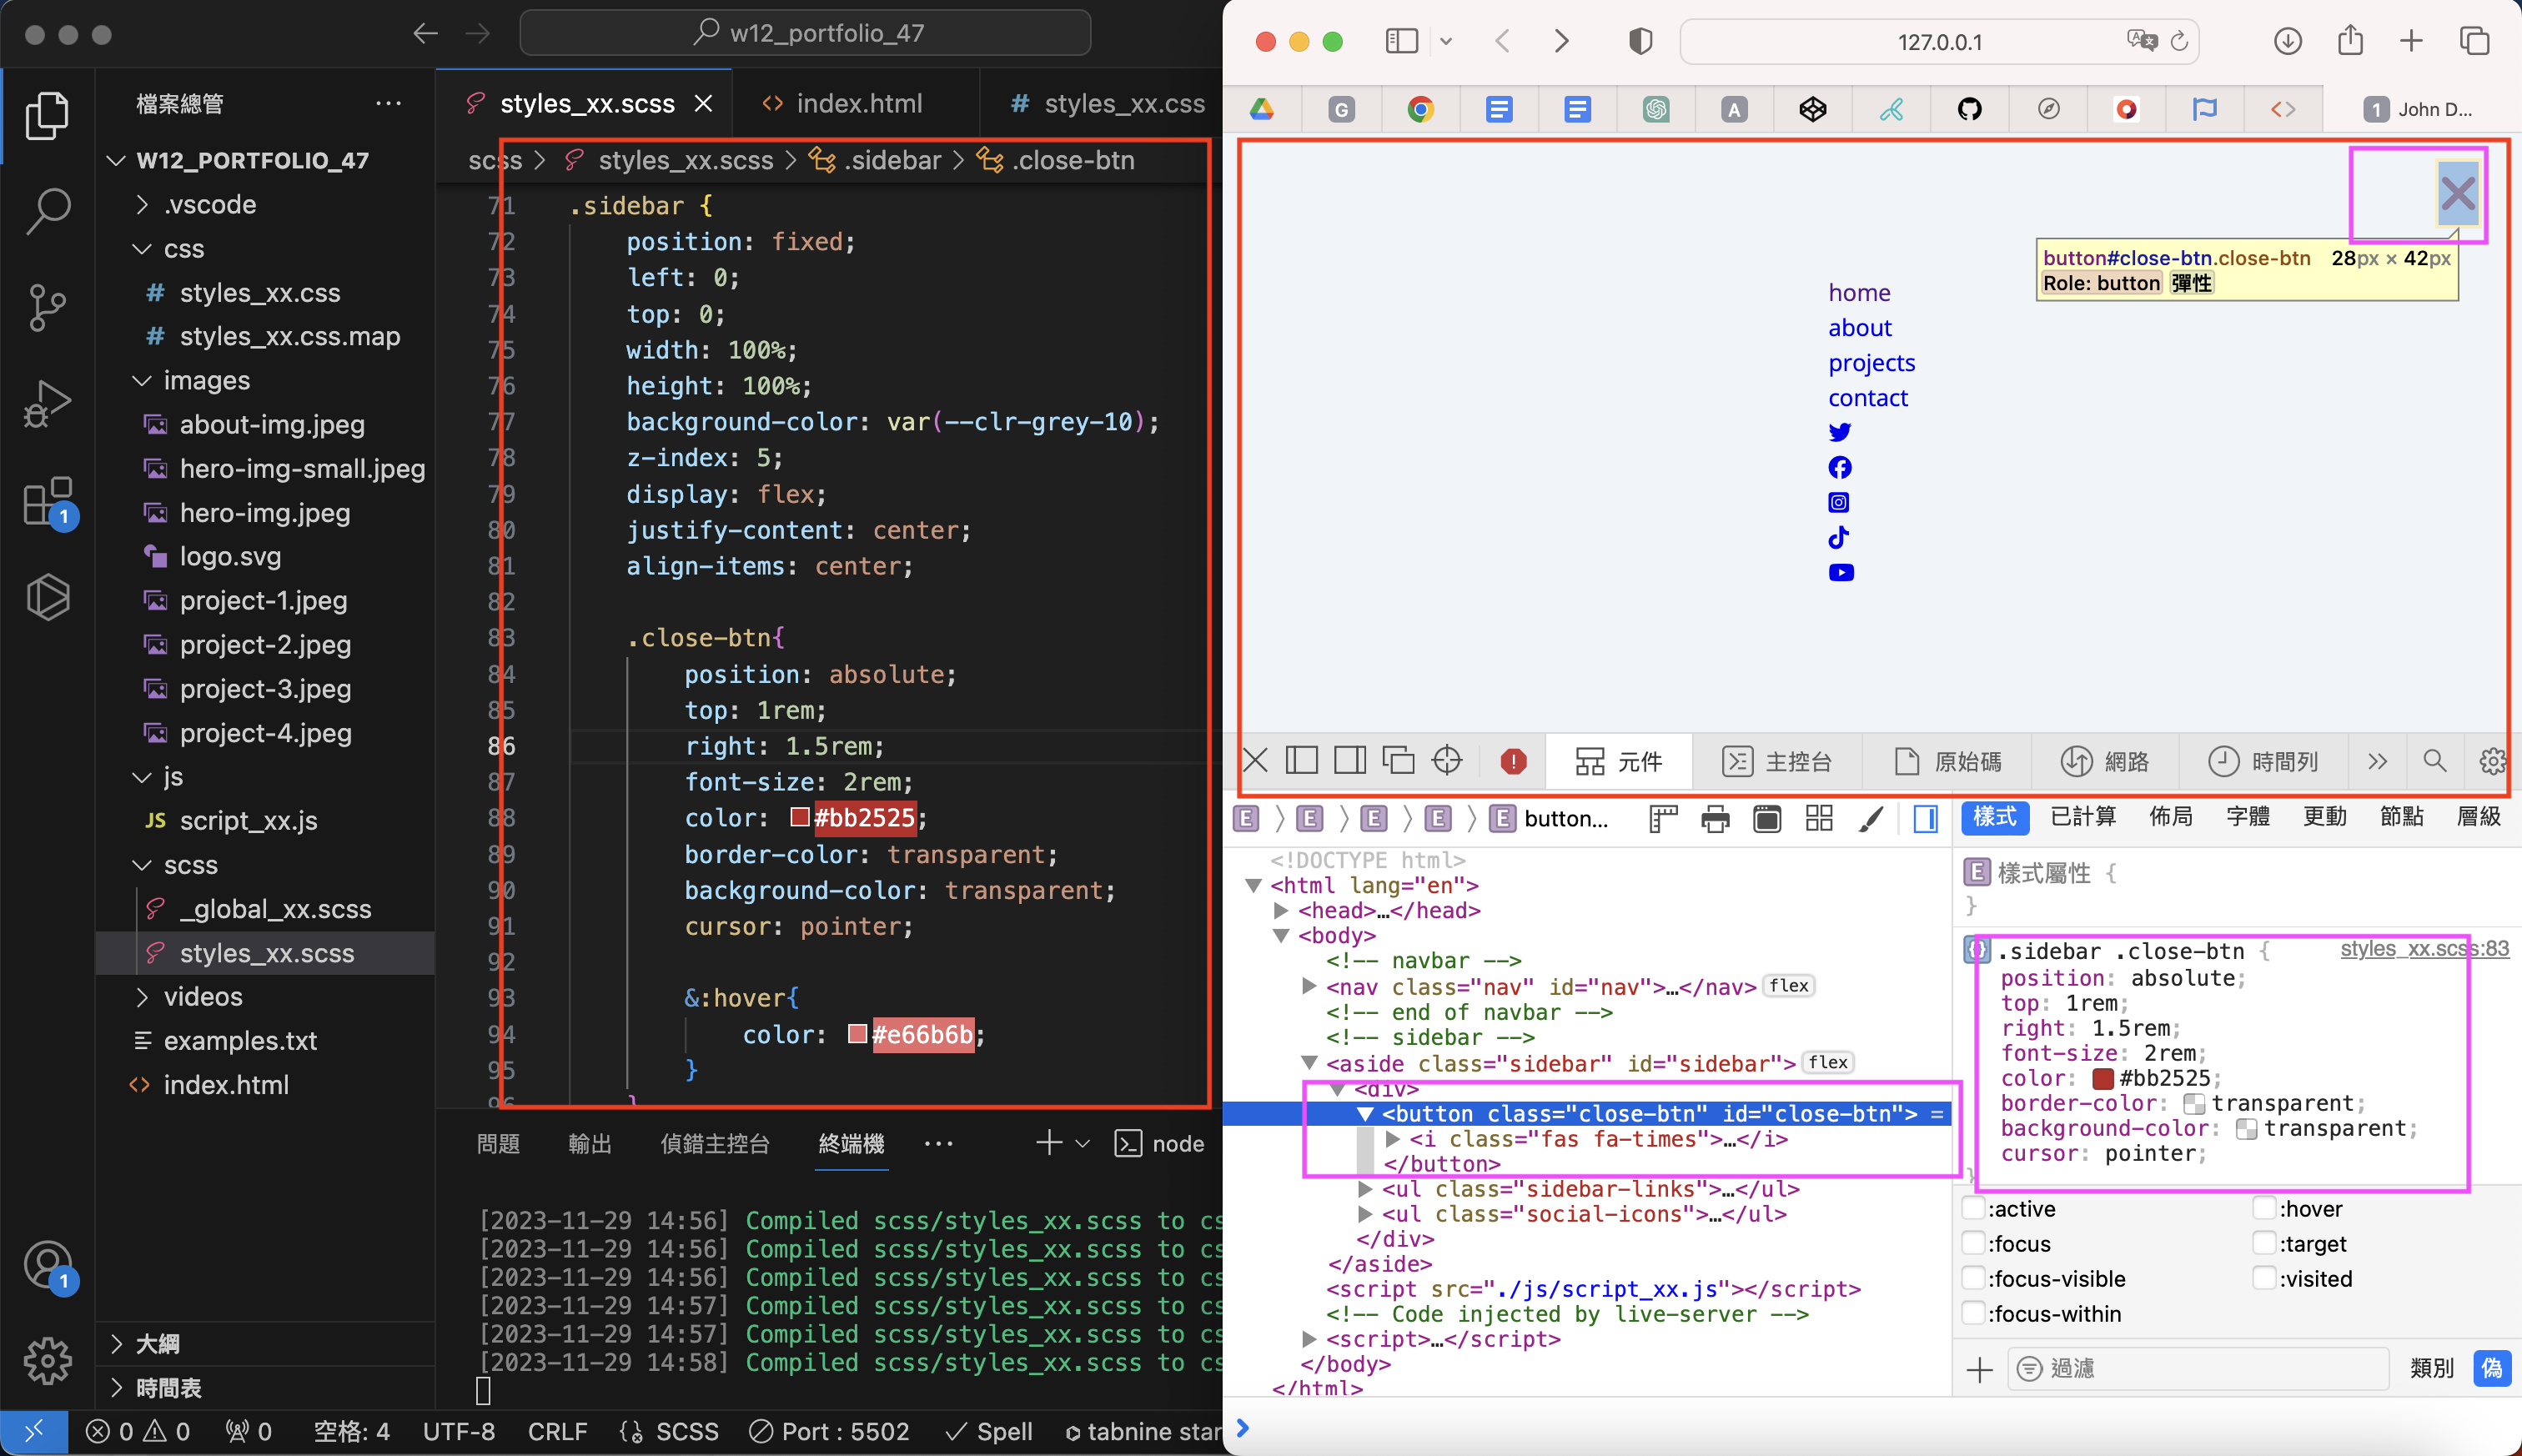 w12_portfolio_47
檔案總管
W12_PORTFOLIO_47
.vscode
css
styles_xx.css
styles_xx.css.map
images
about-img.jpeg
hero-img-small.jpeg
hero-img.jpeg
logo.svg
project-1.jpeg
project-2.jpeg
project-3.jpeg
project-4.jpeg
js
JS script_xx.js
scss
_global_xx.scss
styles_xx.scss
videos
examples.txt
index.html
大綱
時間表
1
1
styles_xx.scss
index.html
# styles_xx.css
scss > styles_xx.scss > .sidebar > .close-btn
71 .sidebar {
72 position: fixed;
73 left: 0;
74 top: 0;
75 width: 100%;
76 height: 100%;
77 background-color: var(--clr-grey-10);
78 z-index: 5;
79 display: flex;
80 justify-content: center;
81 align-items: center;
82
83 .close-btn{
84 position: absolute;
85 top: 1rem;
86 right: 1.5rem;
87 font-size: 2rem;
88 color: #bb2525;
89 border-color: transparent;
90 background-color: transparent;
91 cursor: pointer;
92
93 &:hover{
94 color: #e66b6b;
95 }
96 }
問題 輸出 偵錯主控台 終端機 ··· node
[2023-11-29 14:56] Compiled scss/styles_xx.scss to cs
[2023-11-29 14:56] Compiled scss/styles_xx.scss to cs
[2023-11-29 14:56] Compiled scss/styles_xx.scss to cs
[2023-11-29 14:57] Compiled scss/styles_xx.scss to cs
[2023-11-29 14:57] Compiled scss/styles_xx.scss to cs
[2023-11-29 14:58] Compiled scss/styles_xx.scss to cs
0 0 0 空格: 4 UTF-8 CRLF SCSS Port : 5502 Spell tabnine star
127.0.0.1
G A 1 John D...
button#close-btn.close-btn 28px × 42px
Role: button 彈性
home
about
projects
contact
元件 主控台 原始碼 網路 時間列
E E E E E button...
樣式 已計算 佈局 字體 更動 節點 層級
<!DOCTYPE html>
<html lang="en">
<head>…</head>
<body>
<!-- navbar -->
<nav class="nav" id="nav">…</nav> flex
<!-- end of navbar -->
<!-- sidebar -->
<aside class="sidebar" id="sidebar"> flex
<div>
<button class="close-btn" id="close-btn"> =
<i class="fas fa-times">…</i>
</button>
<ul class="sidebar-links">…</ul>
<ul class="social-icons">…</ul>
</div>
</aside>
<script src="./js/script_xx.js"></script>
<!-- Code injected by live-server -->
<script>…</script>
</body>
</html>
E 樣式屬性 {
}
.sidebar .close-btn { styles_xx.scss:83
position: absolute;
top: 1rem;
right: 1.5rem;
font-size: 2rem;
color: #bb2525;
border-color: transparent;
background-color: transparent;
cursor: pointer;
}
:active :hover
:focus :target
:focus-visible :visited
:focus-within
過濾 類別 偽